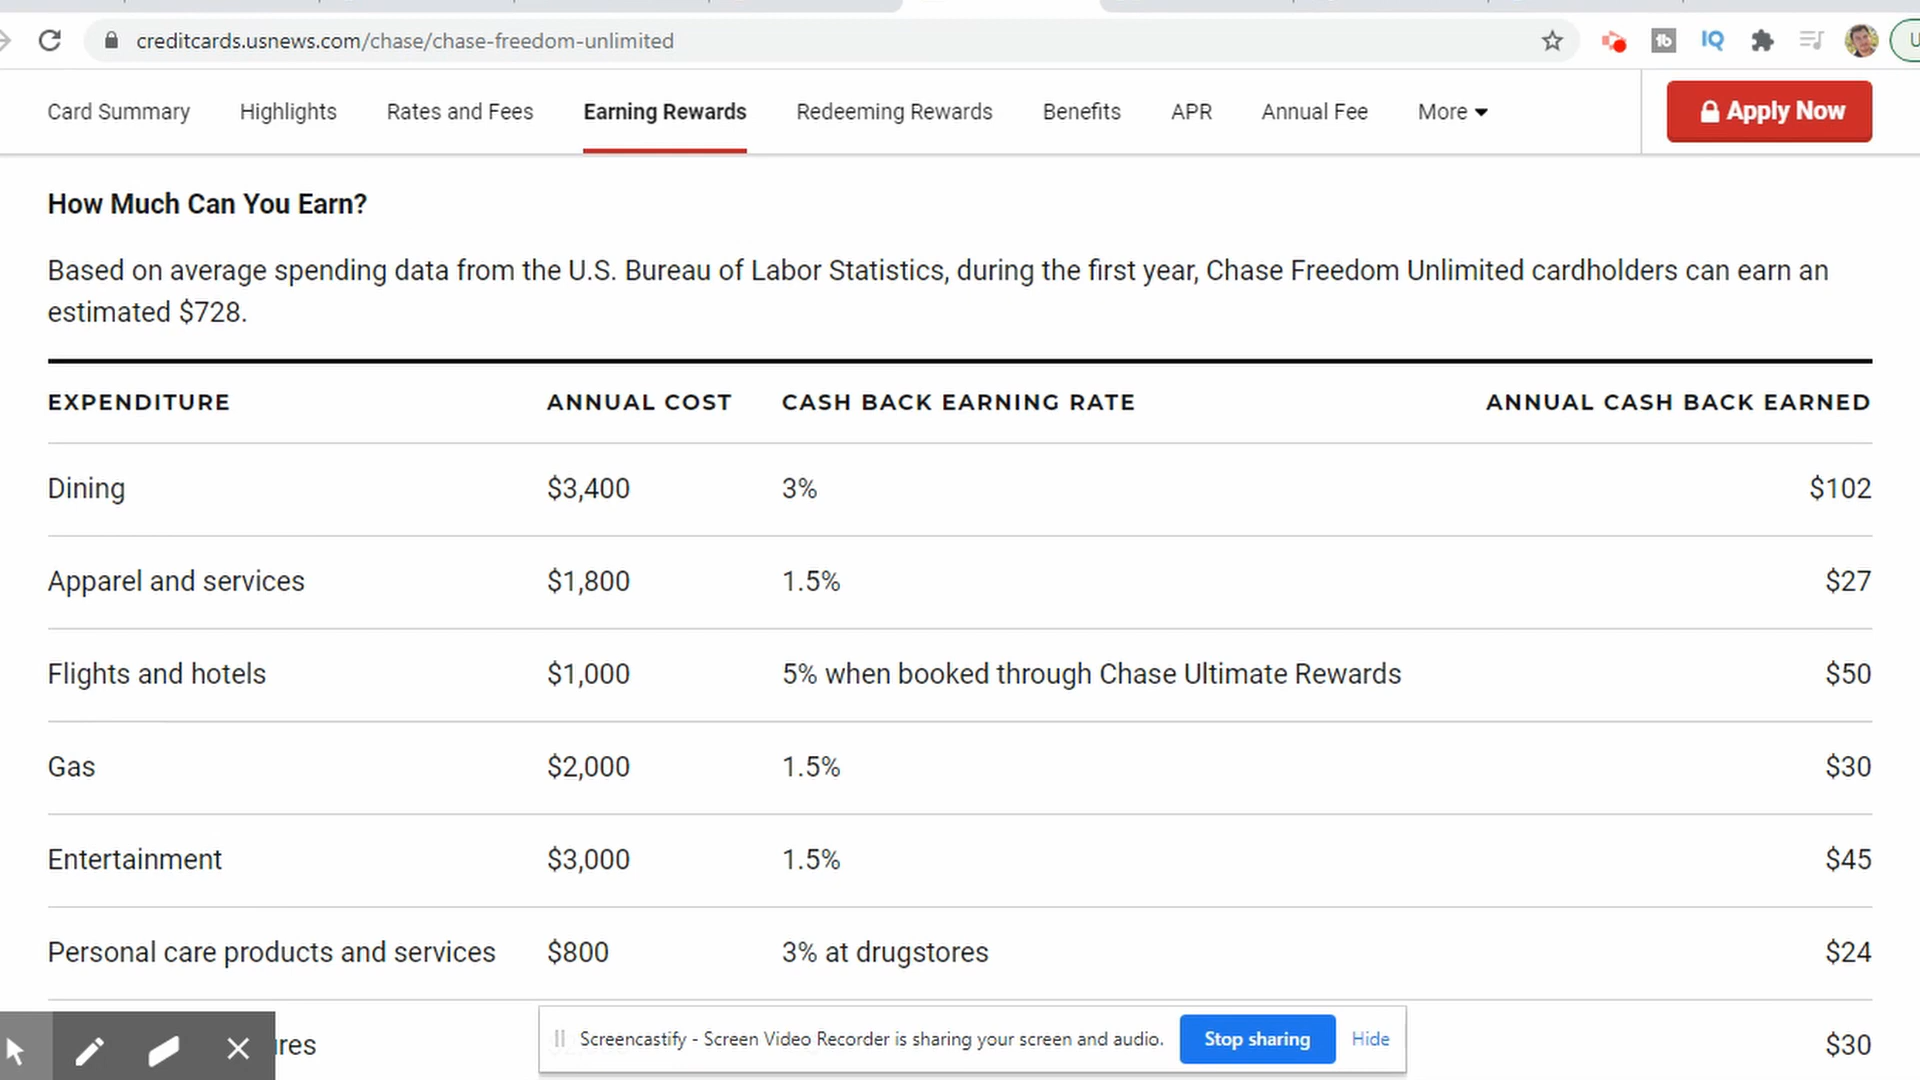 creditcards.usnews.com/chase/chase-freedom-unlimited
tb
IQ
U
Card Summary
Highlights
Rates and Fees
Earning Rewards
Redeeming Rewards
Benefits
APR
Annual Fee
More
Apply Now
How Much Can You Earn?
Based on average spending data from the U.S. Bureau of Labor Statistics, during the first year, Chase Freedom Unlimited cardholders can earn an
estimated $728.
EXPENDITURE ANNUAL COST CASH BACK EARNING RATE ANNUAL CASH BACK EARNED
Dining $3,400 3% $102
Apparel and services $1,800 1.5% $27
Flights and hotels $1,000 5% when booked through Chase Ultimate Rewards $50
Gas $2,000 1.5% $30
Entertainment $3,000 1.5% $45
Personal care products and services $800 3% at drugstores $24
res $30
Screencastify - Screen Video Recorder is sharing your screen and audio.
Stop sharing
Hide